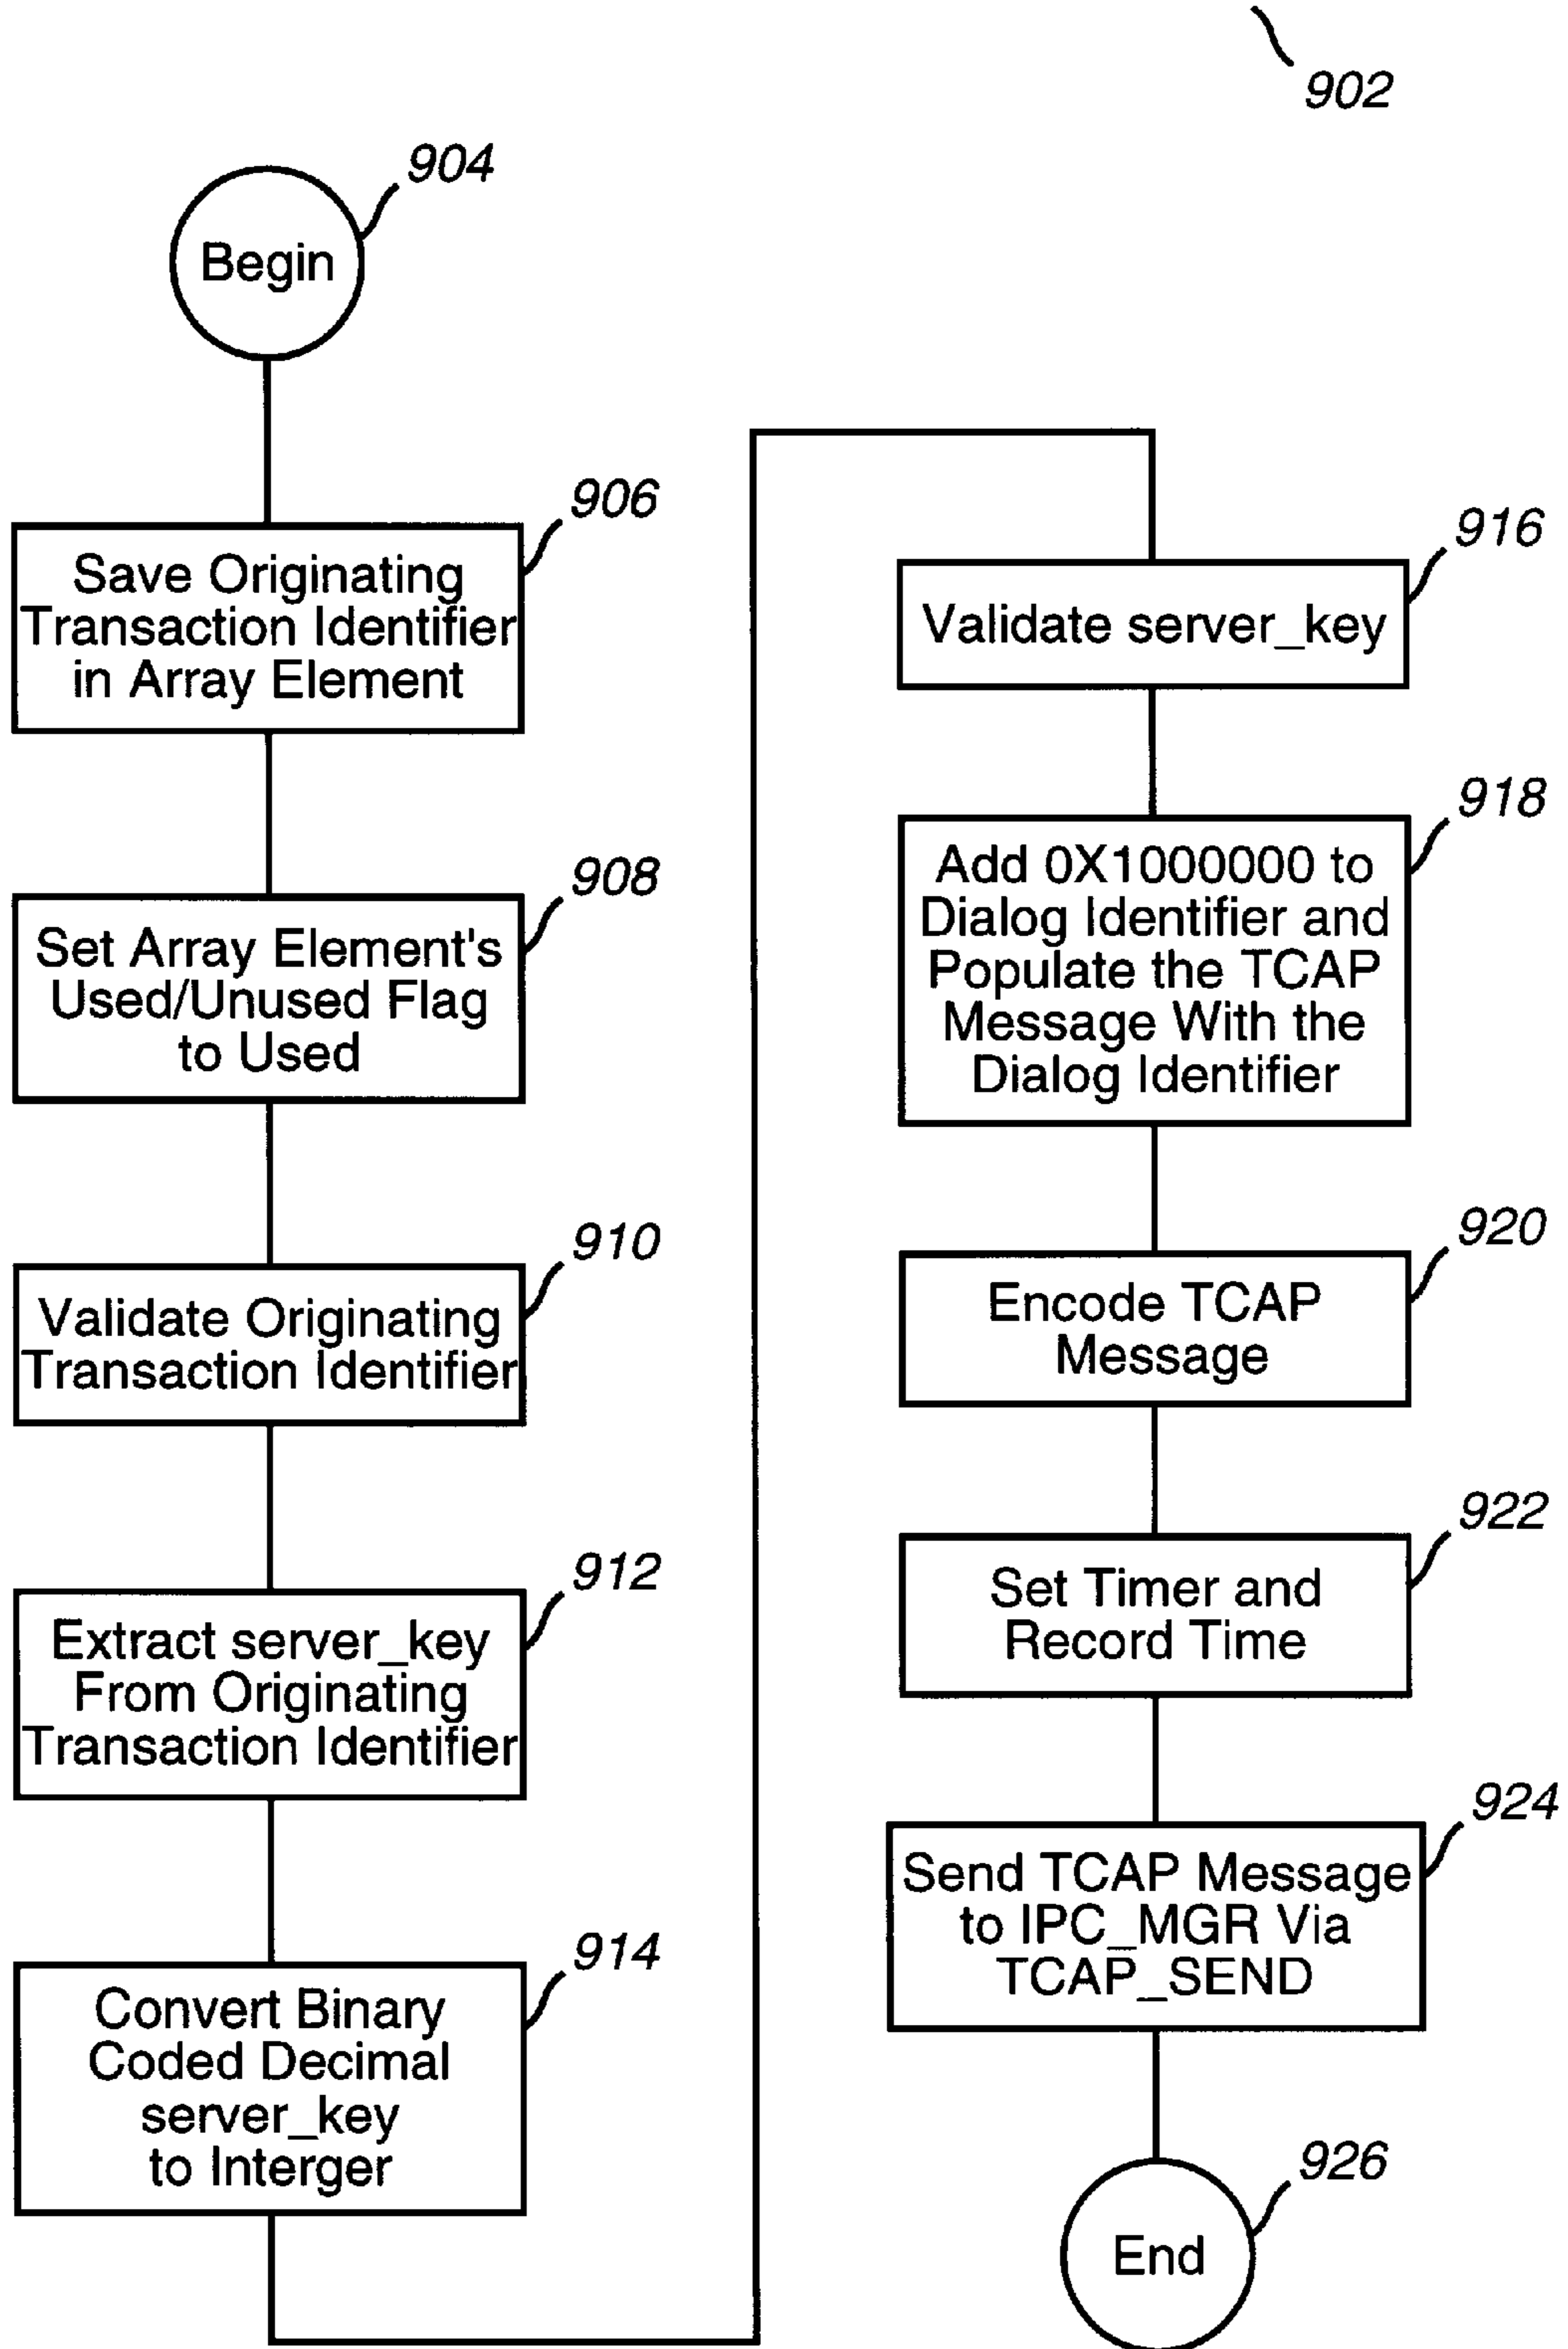 902
904
Begin
906
Save Originating
Transaction Identifier
in Array Element
908
Set Array Element's
Used/Unused Flag
to Used
910
Validate Originating
Transaction Identifier
912
Extract server_key
From Originating
Transaction Identifier
914
Convert Binary
Coded Decimal
server_key
to Interger
916
Validate server_key
918
Add 0X1000000 to
Dialog Identifier and
Populate the TCAP
Message With the
Dialog Identifier
920
Encode TCAP
Message
922
Set Timer and
Record Time
924
Send TCAP Message
to IPC_MGR Via
TCAP_SEND
926
End